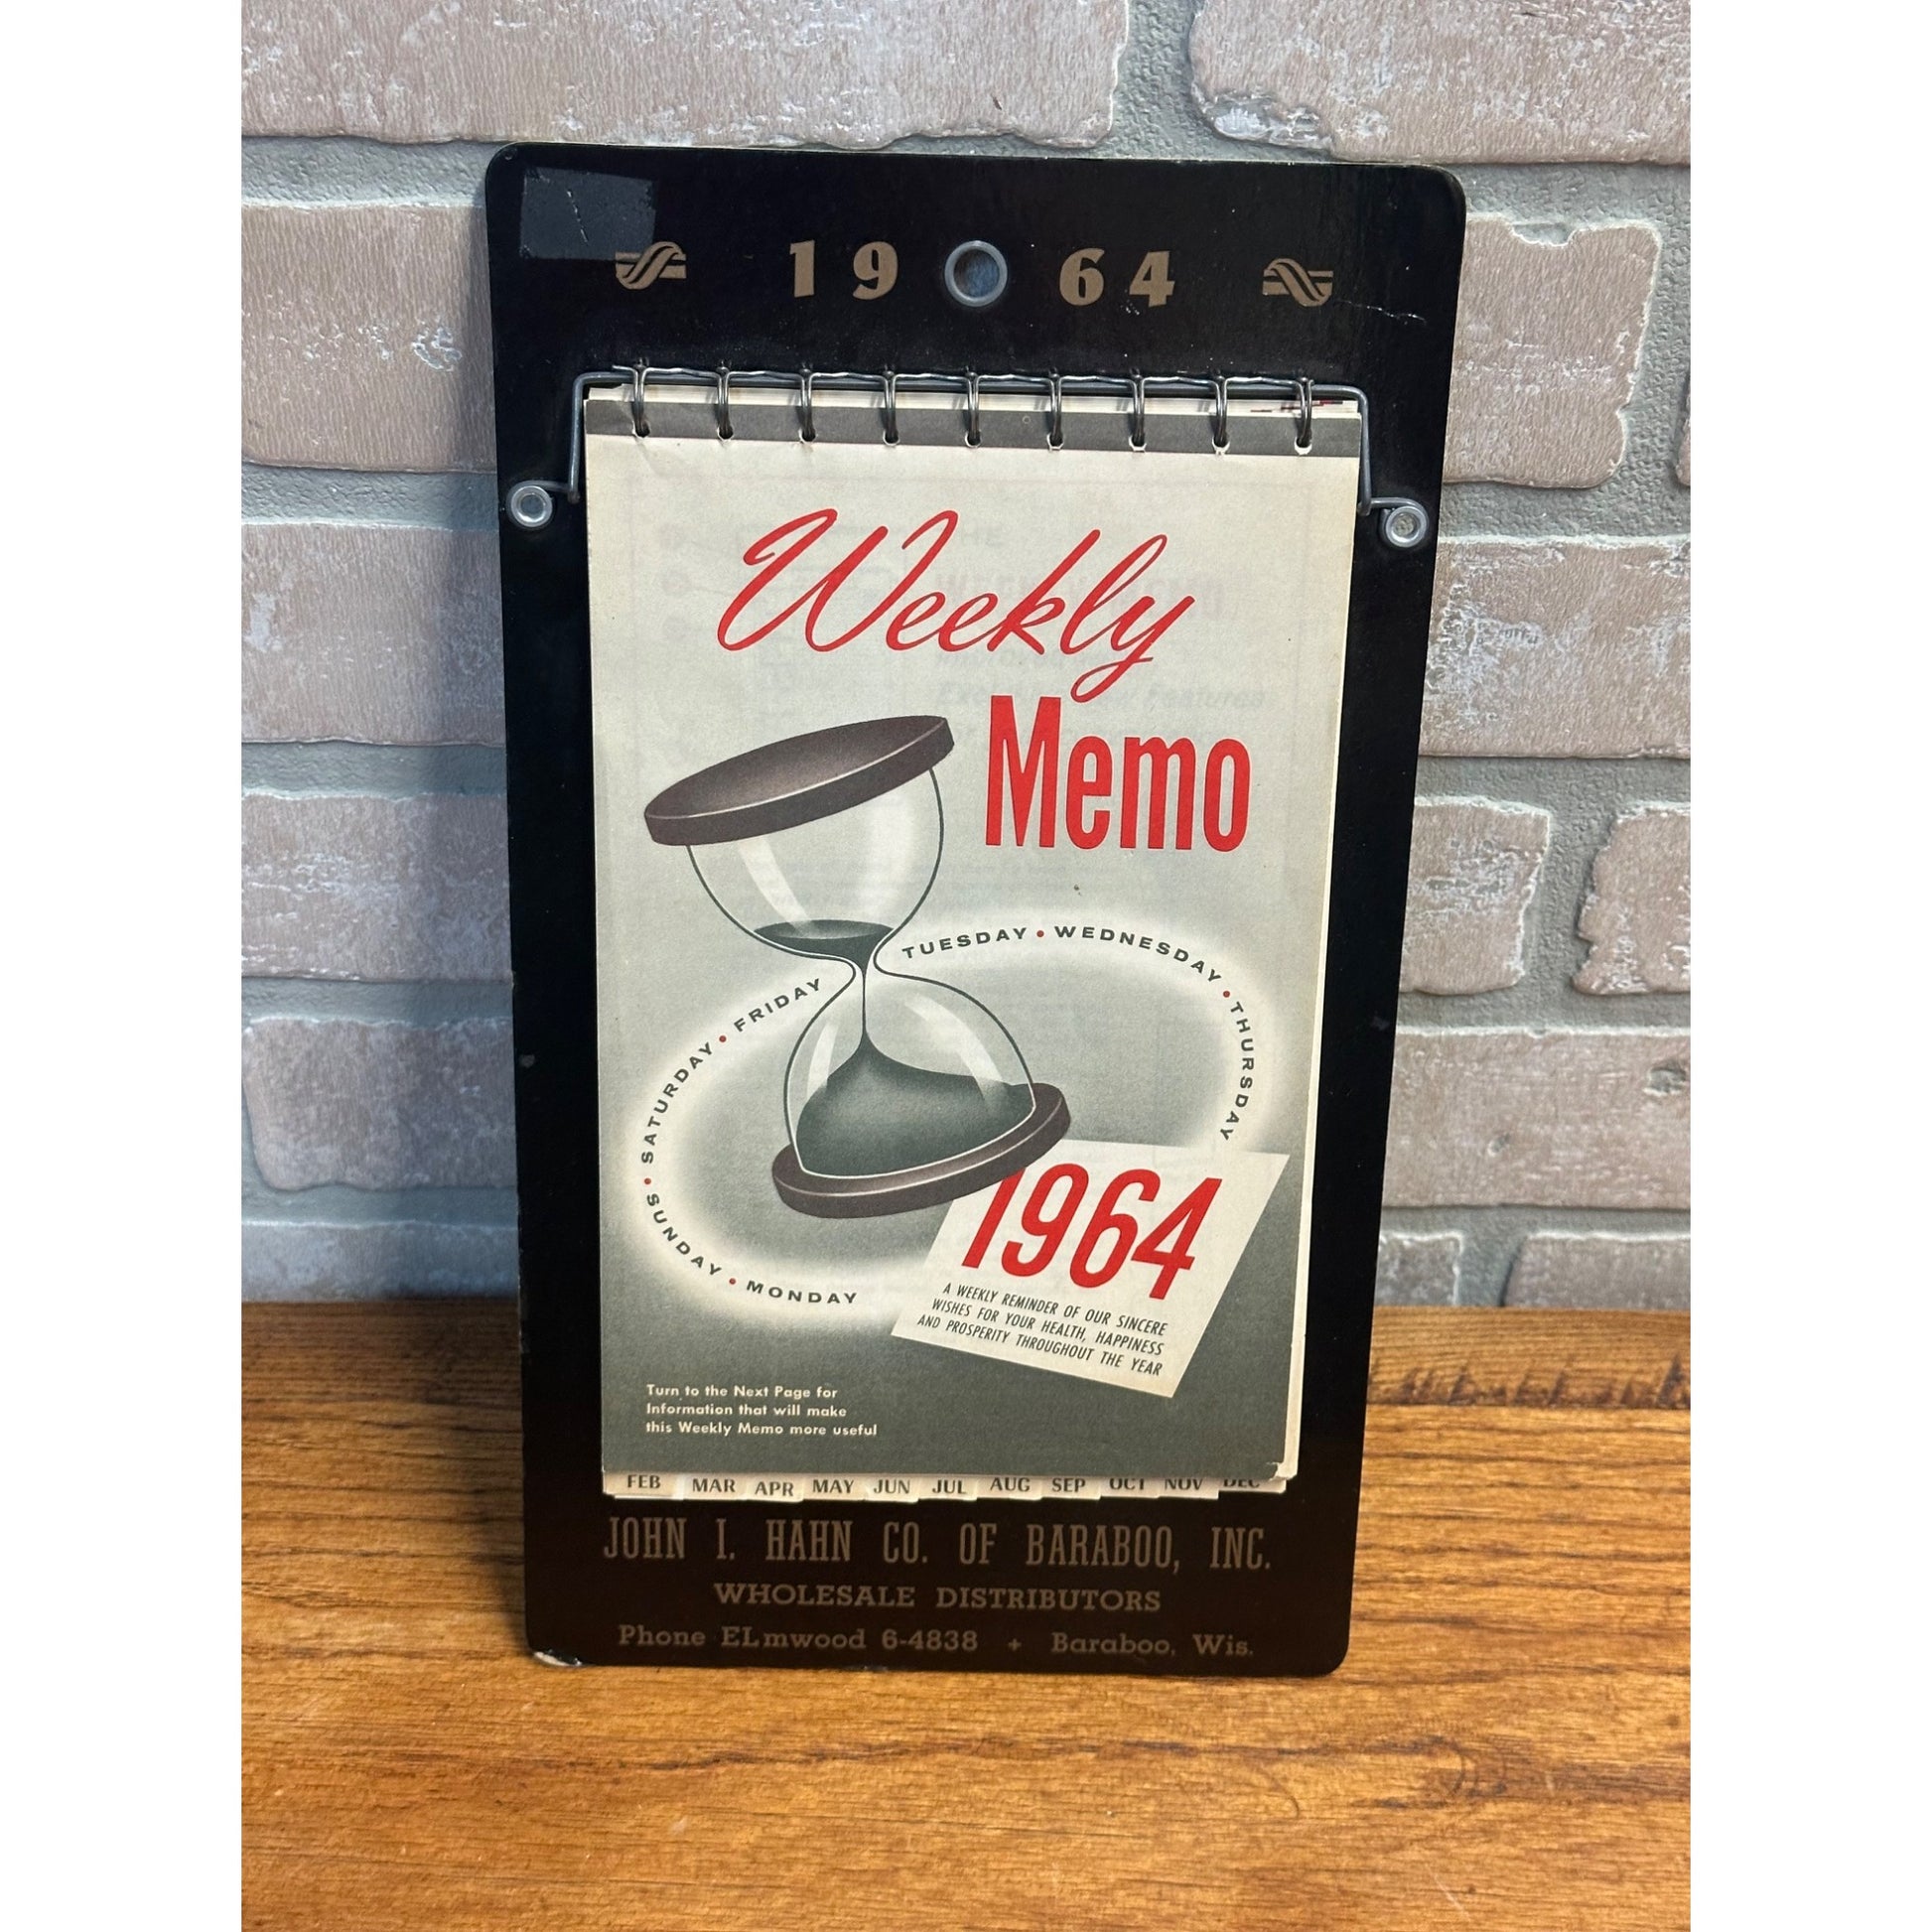 19 64
Weekly
Memo
TUESDAY • WEDNESDAY • THURSDAY
SUNDAY • SATURDAY • FRIDAY
• MONDAY
1964
A WEEKLY REMINDER OF OUR SINCERE
WISHES FOR YOUR HEALTH, HAPPINESS
AND PROSPERITY THROUGHOUT THE YEAR
Turn to the Next Page for
Information that will make
this Weekly Memo more useful
FEB MAR APR MAY JUN JUL AUG SEP OCT NOV DEC
JOHN I. HAHN CO. OF BARABOO, INC.
WHOLESALE DISTRIBUTORS
Phone ELmwood 6-4838 + Baraboo, Wis.